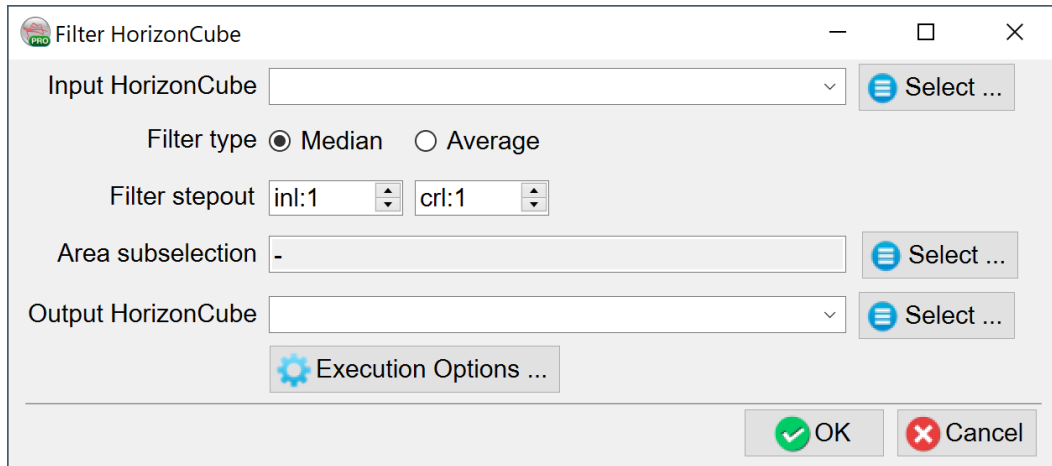 PRO Filter HorizonCube
Input HorizonCube Select ...
Filter type Median Average
Filter stepout inl:1 crl:1
Area subselection - Select ...
Output HorizonCube Select ...
Execution Options ...
OK Cancel